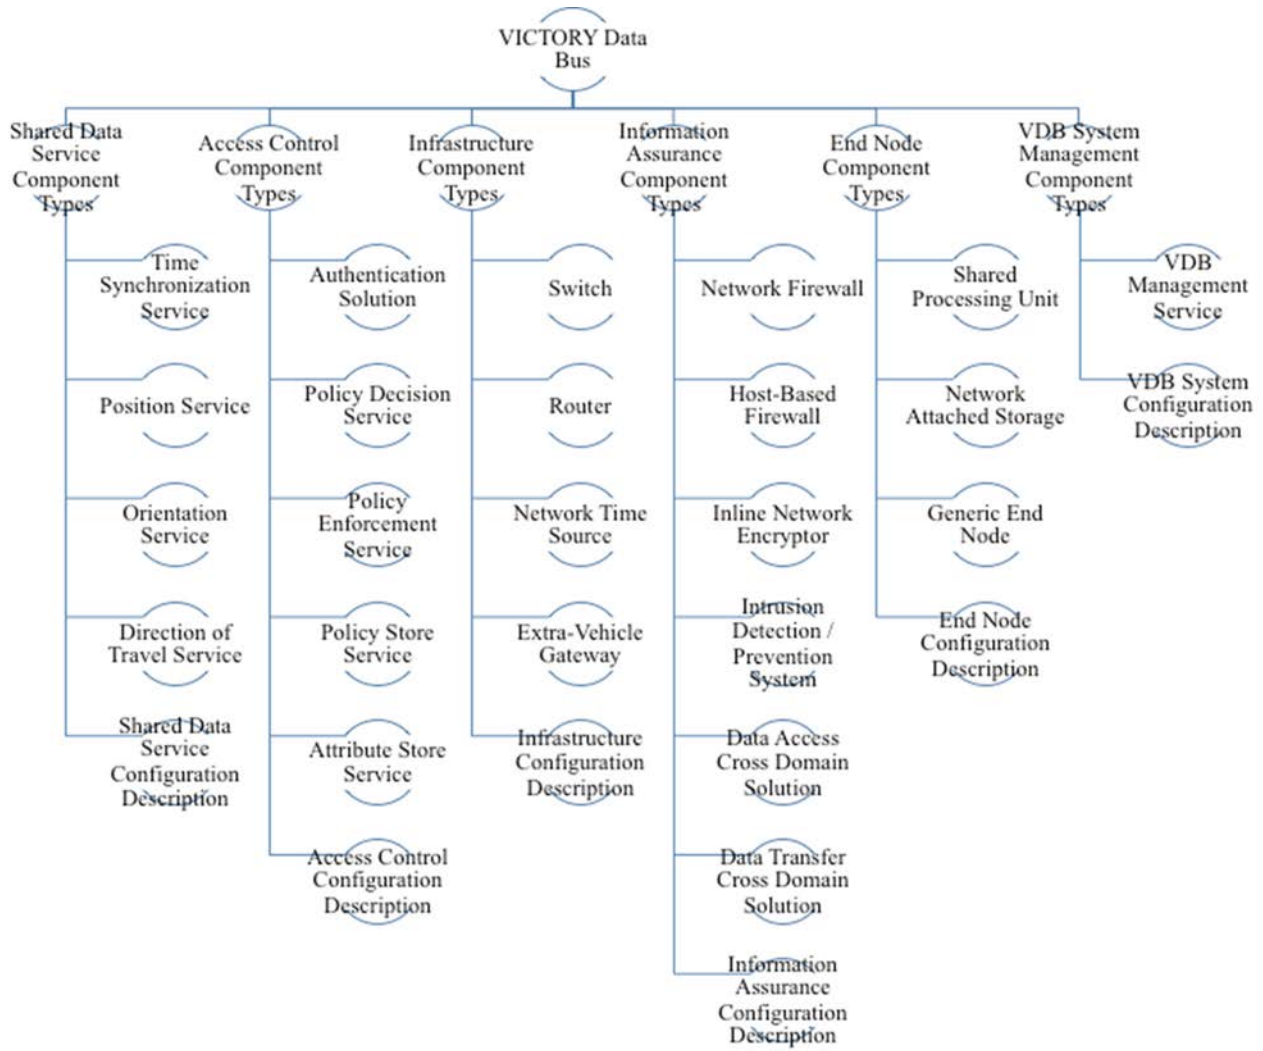 VICTORY Data
Bus
Shared Data
Service
Component
Types
Access Control
Component
Types
Infrastructure
Component
Types
Information
Assurance
Component
Types
End Node
Component
Types
VDB System
Management
Component
Types
Time
Synchronization
Service
Position Service
Orientation
Service
Direction of
Travel Service
Shared Data
Service
Configuration
Description
Authentication
Solution
Policy Decision
Service
Policy
Enforcement
Service
Policy Store
Service
Attribute Store
Service
Access Control
Configuration
Description
Switch
Router
Network Time
Source
Extra-Vehicle
Gateway
Infrastructure
Configuration
Description
Network Firewall
Host-Based
Firewall
Inline Network
Encryptor
Intrusion
Detection /
Prevention
System
Data Access
Cross Domain
Solution
Data Transfer
Cross Domain
Solution
Information
Assurance
Configuration
Description
Shared
Processing Unit
Network
Attached Storage
Generic End
Node
End Node
Configuration
Description
VDB
Management
Service
VDB System
Configuration
Description